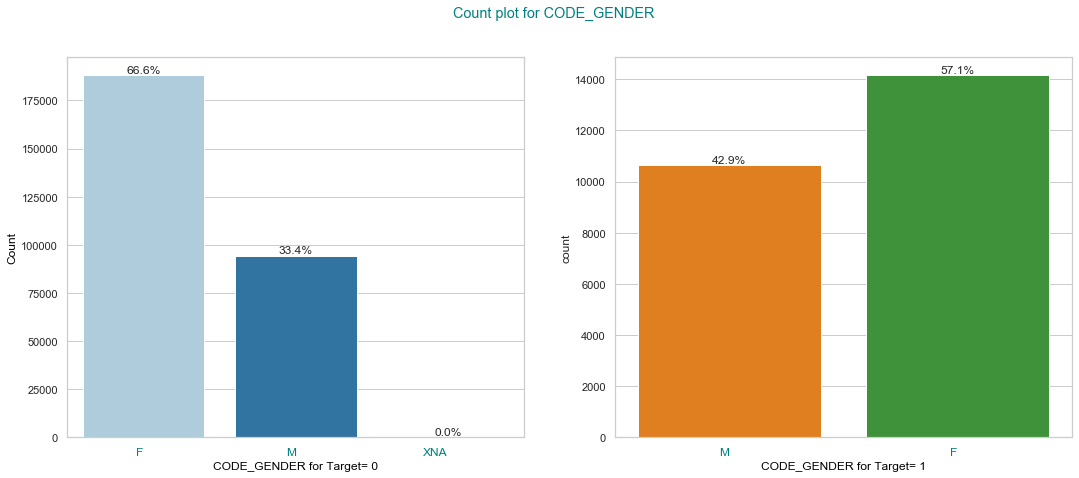 Count plot for CODE_GENDER
Count
175000
150000
125000
100000
75000
50000
25000
0
66.6%
33.4%
0.0%
F
M
XNA
CODE_GENDER for Target= 0
count
14000
12000
10000
8000
6000
4000
2000
0
42.9%
57.1%
M
F
CODE_GENDER for Target= 1